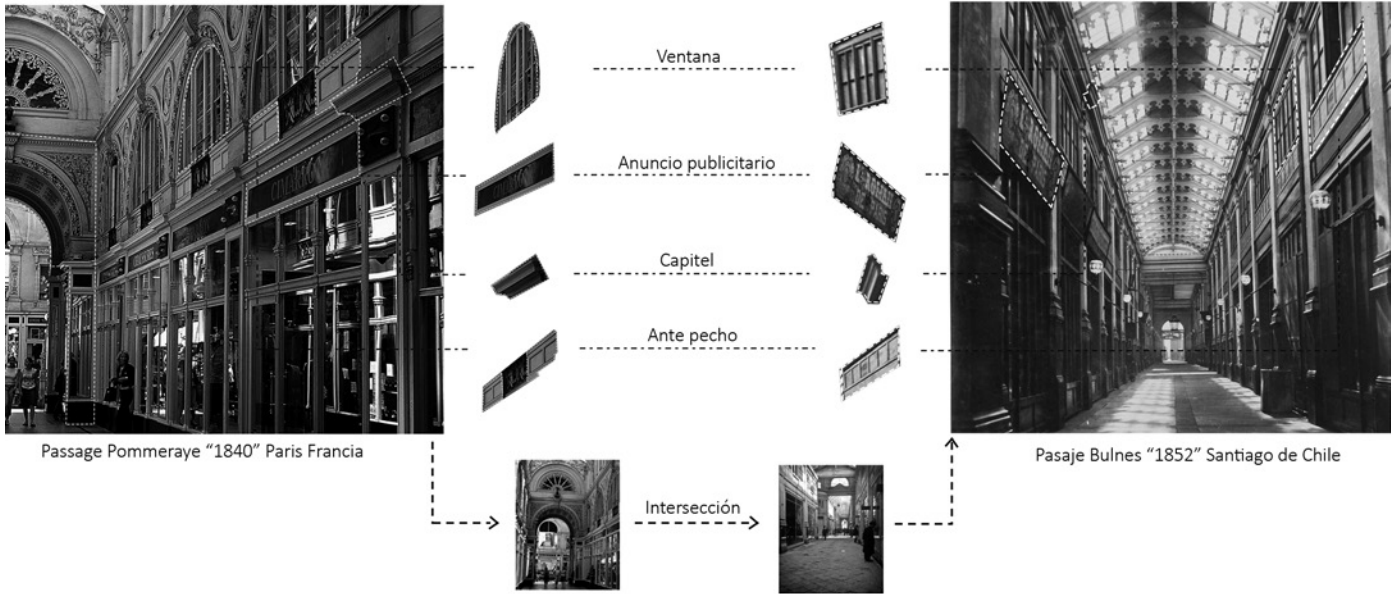 Ventana
Anuncio publicitario
Capitel
Ante pecho
Passage Pommeraye “1840” Paris Francia
Pasaje Bulnes “1852” Santiago de Chile
Intersección